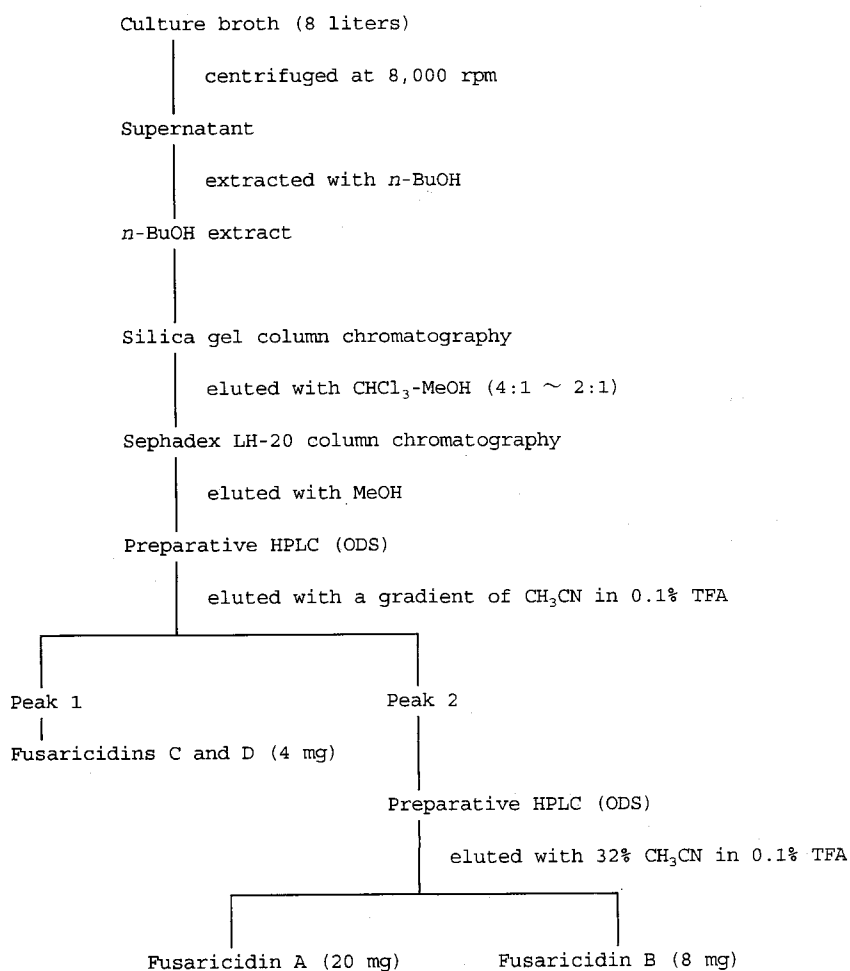 Culture broth (8 liters)
centrifuged at 8,000 rpm
Supernatant
extracted with n-BuOH
n-BuOH extract
Silica gel column chromatography
eluted with CHCl₃-MeOH (4:1 ~ 2:1)
Sephadex LH-20 column chromatography
eluted with MeOH
Preparative HPLC (ODS)
eluted with a gradient of CH₃CN in 0.1% TFA
Peak 1
Peak 2
Fusaricidins C and D (4 mg)
Preparative HPLC (ODS)
eluted with 32% CH₃CN in 0.1% TFA
Fusaricidin A (20 mg)
Fusaricidin B (8 mg)